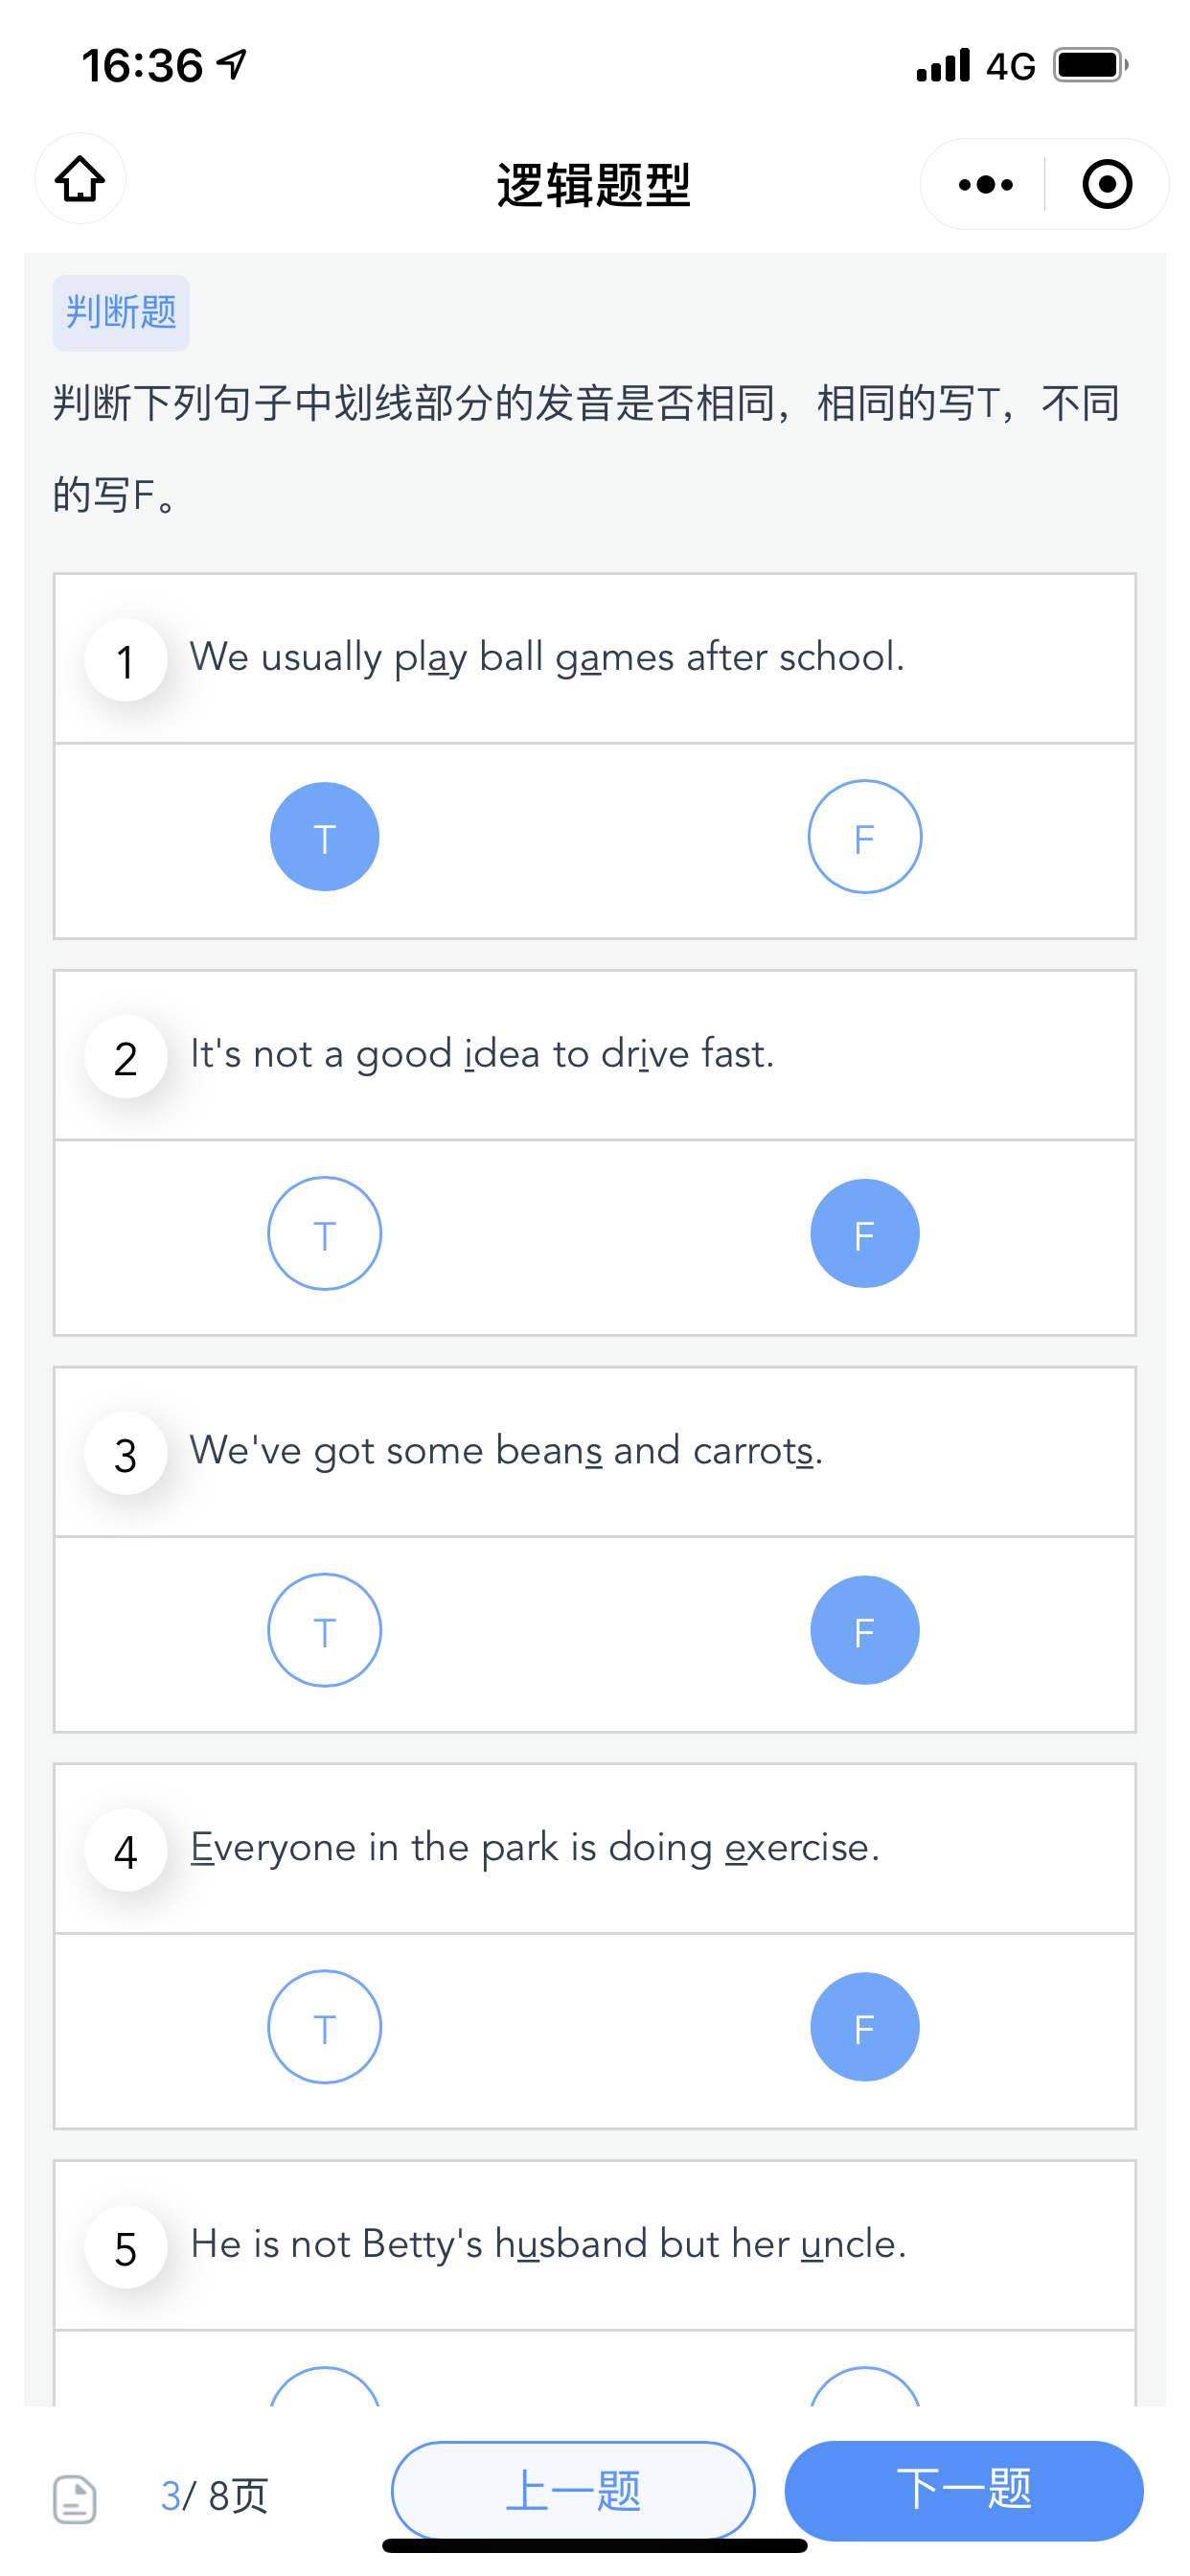 16:36
4G
逻辑题型
判断题
判断下列句子中划线部分的发音是否相同，相同的写T，不同
的写F。
1
We usually play ball games after school.
T
F
2
It's not a good idea to drive fast.
T
F
3
We've got some beans and carrots.
T
F
4
Everyone in the park is doing exercise.
T
F
5
He is not Betty's husband but her uncle.
3/ 8页
上一题
下一题